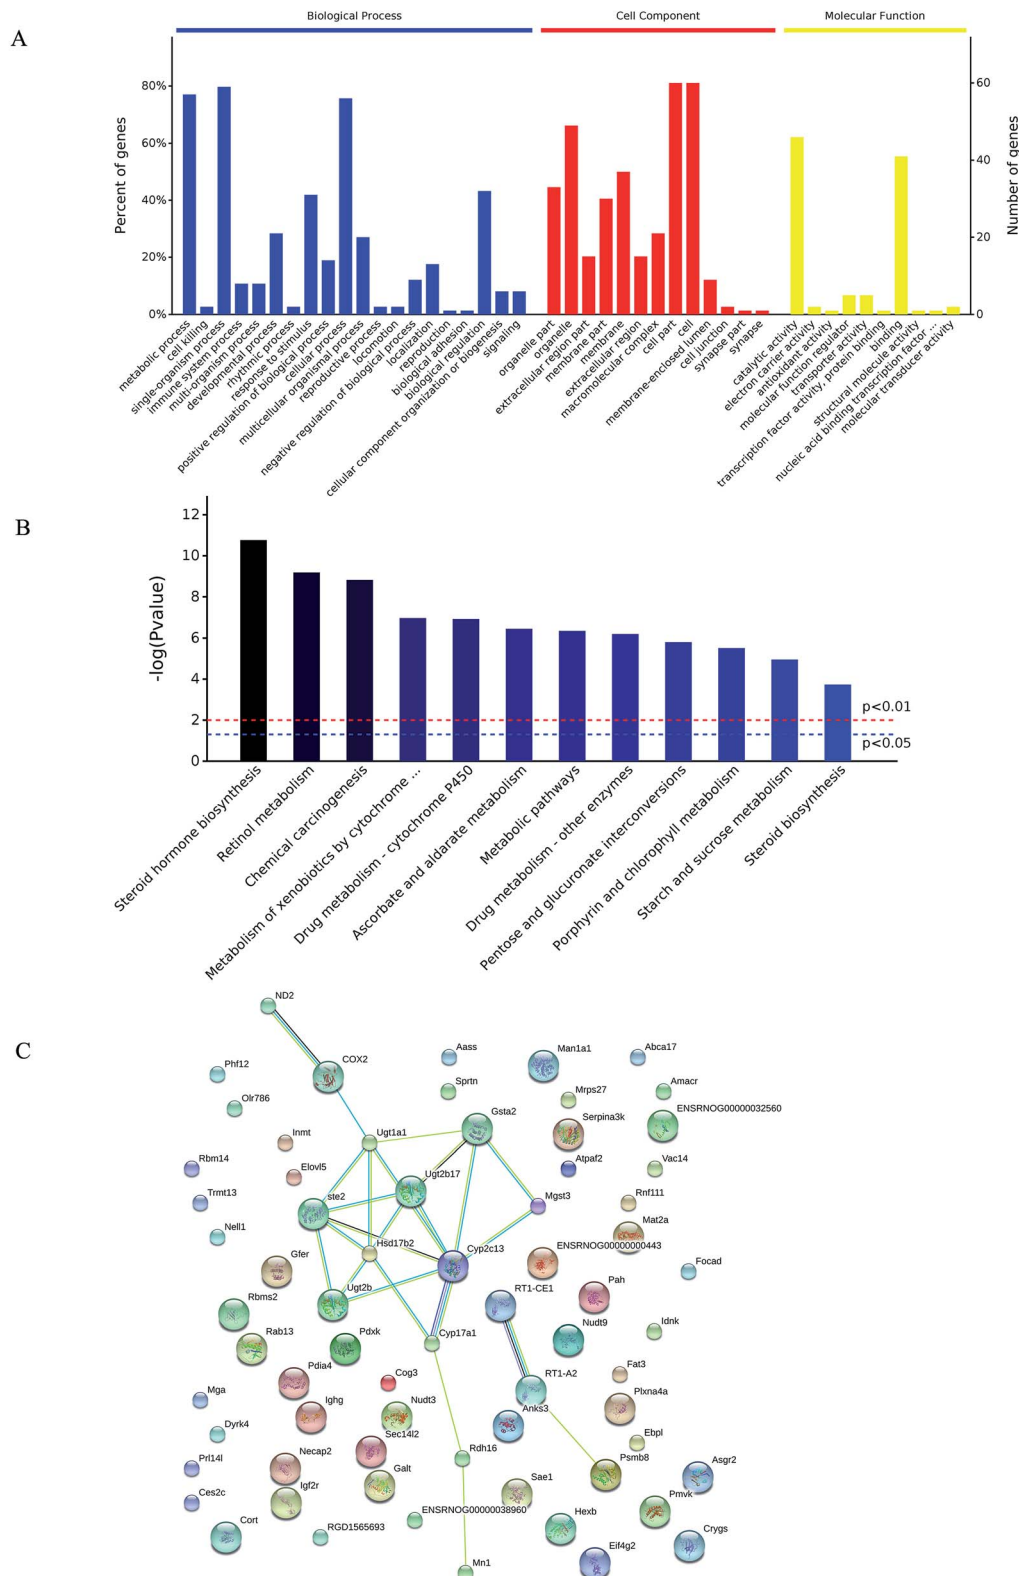 A
Biological Process
Cell Component
Molecular Function
Percent of genes
80%
60%
40%
20%
0%
Number of genes
60
40
20
0
metabolic process
cell killing
single-organism process
immune system process
multi-organism process
developmental process
rhythmic process
response to stimulus
positive regulation of biological process
cellular process
multicellular organismal process
reproductive process
locomotion
negative regulation of biological process
localization
reproduction
biological adhesion
biological regulation
cellular component organization or biogenesis
signaling
organelle part
organelle
extracellular region part
membrane part
membrane
extracellular region
macromolecular complex
cell part
cell
membrane-enclosed lumen
cell junction
synapse part
synapse
catalytic activity
electron carrier activity
antioxidant activity
molecular function regulator
transporter activity
transcription factor activity, protein binding
binding
structural molecule activity
nucleic acid binding transcription factor ...
molecular transducer activity
B
-log(Pvalue)
12
10
8
6
4
2
0
p<0.01
p<0.05
Steroid hormone biosynthesis
Retinol metabolism
Chemical carcinogenesis
Metabolism of xenobiotics by cytochrome ...
Drug metabolism - cytochrome P450
Ascorbate and aldarate metabolism
Metabolic pathways
Drug metabolism - other enzymes
Pentose and glucuronate interconversions
Porphyrin and chlorophyll metabolism
Starch and sucrose metabolism
Steroid biosynthesis
C
ND2
COX2
Aass
Man1a1
Abca17
Phf12
Sprtn
Mrps27
Amacr
Olr786
Gsta2
Serpina3k
ENSRNOG00000032560
Inmt
Ugt1a1
Rbm14
Elovl5
Ugt2b17
Atpaf2
Vac14
Trmt13
ste2
Mgst3
Rnf111
Nell1
Hsd17b2
Mat2a
Gfer
Cyp2c13
ENSRNOG00000000443
Focad
Rbms2
Ugt2b
RT1-CE1
Pah
Rab13
Pdxk
Cyp17a1
Nudt9
Idnk
Pdia4
Cog3
RT1-A2
Fat3
Mga
Ighg
Nudt3
Anks3
Plxna4a
Dyrk4
Sec14l2
Ebpl
Prl14l
Necap2
Rdh16
Psmb8
Asgr2
Ces2c
Igf2r
Galt
Sae1
Pmvk
Cort
RGD1565693
ENSRNOG00000038960
Hexb
Crygs
Mn1
Eif4g2